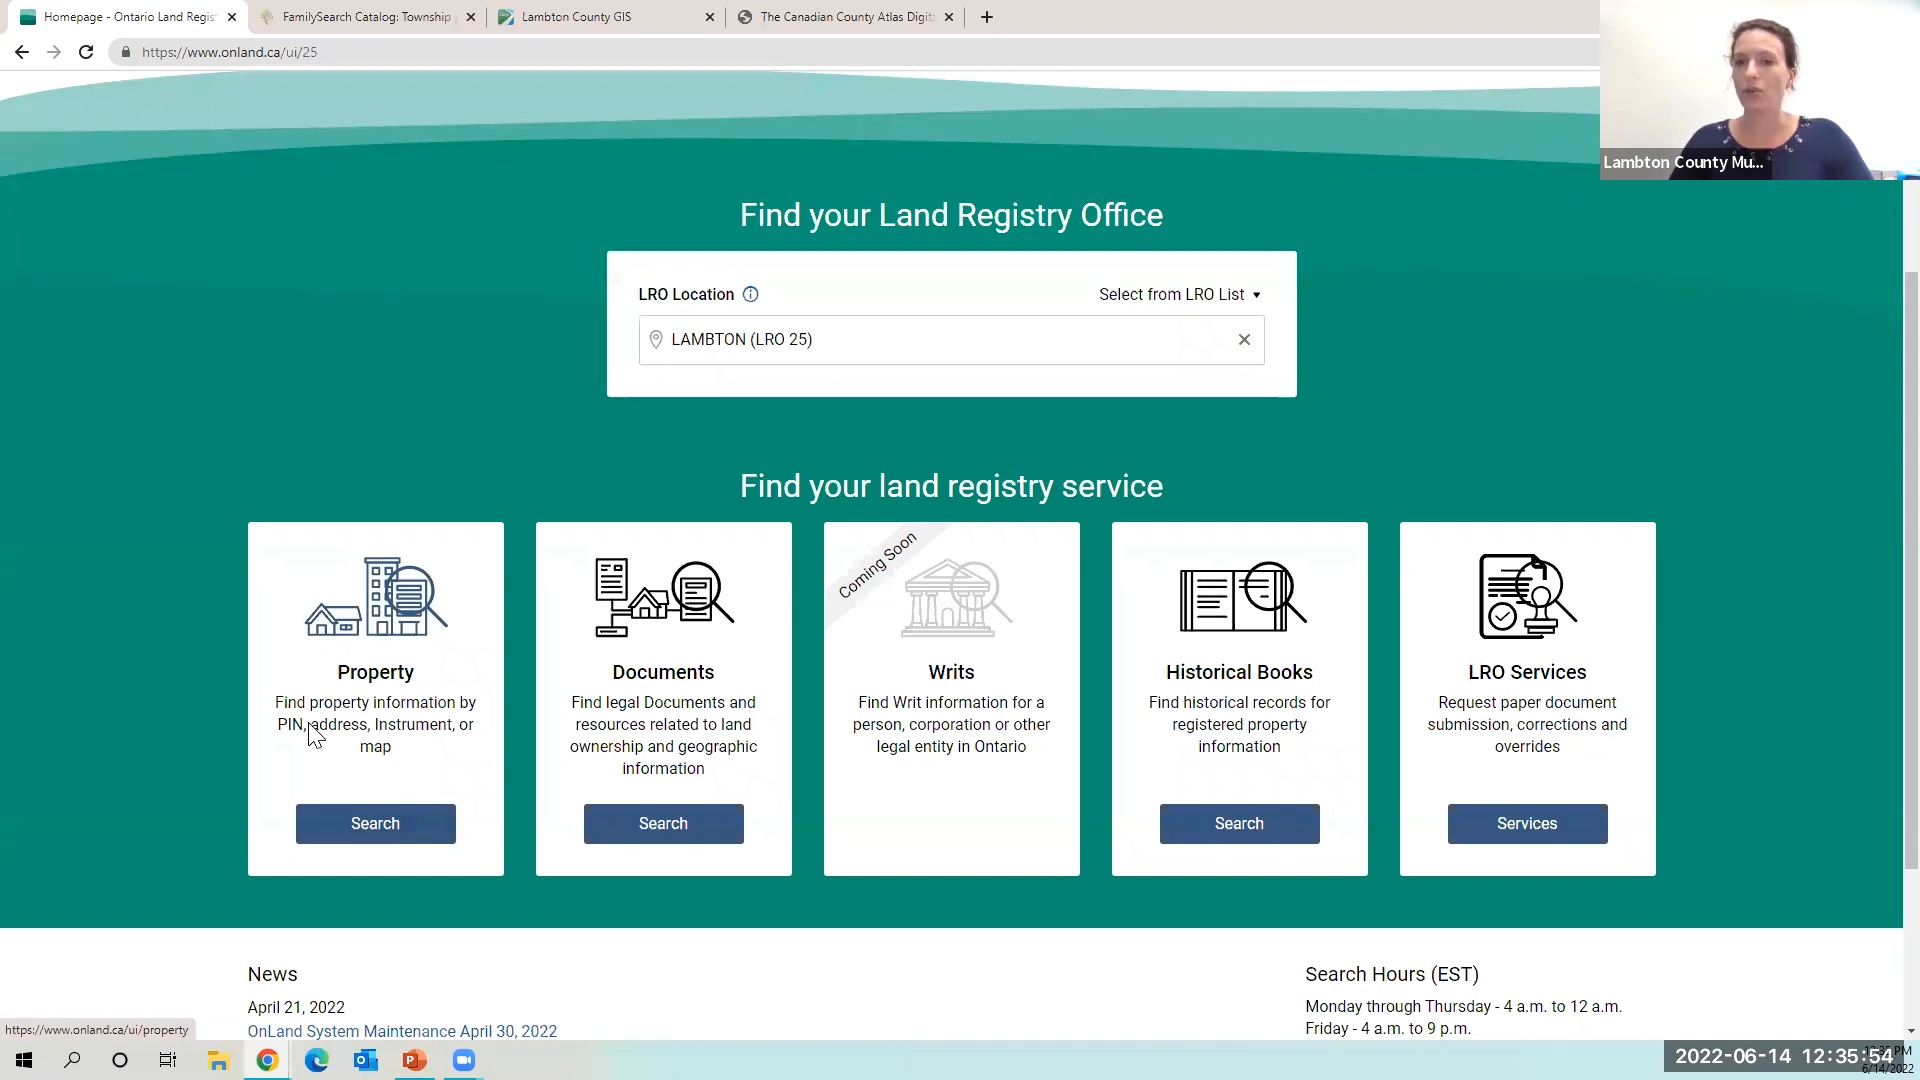 Homepage - Ontario Land Regis
FamilySearch Catalog: Township
Lambton County GIS
The Canadian County Atlas Digit
https://www.onland.ca/ui/25
Lambton County Mu...
Find your Land Registry Office
LRO Location
Select from LRO List
LAMBTON (LRO 25)
Find your land registry service
Property
Find property information by
PIN, address, Instrument, or
map
Search
Documents
Find legal Documents and
resources related to land
ownership and geographic
information
Search
Coming Soon
Writs
Find Writ information for a
person, corporation or other
legal entity in Ontario
Historical Books
Find historical records for
registered property
information
Search
LRO Services
Request paper document
submission, corrections and
overrides
Services
News
April 21, 2022
OnLand System Maintenance April 30, 2022
Search Hours (EST)
Monday through Thursday - 4 a.m. to 12 a.m.
Friday - 4 a.m. to 9 p.m.
https://www.onland.ca/ui/property
2022-06-14 12:35:54
6/14/2022